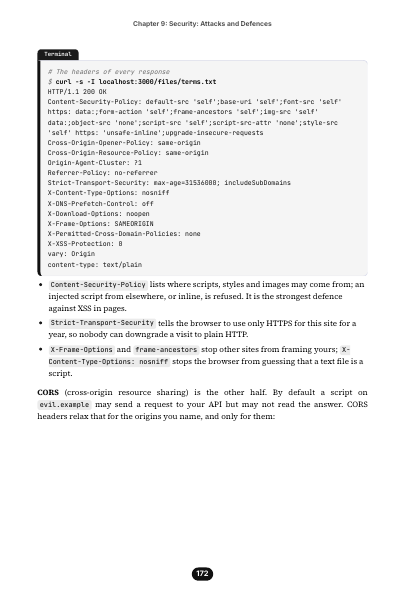 Chapter 9: Security: Attacks and Defences
Terminal
# The headers of every response
$ curl -s -I localhost:3000/files/terms.txt
HTTP/1.1 200 OK
Content-Security-Policy: default-src 'self';base-uri 'self';font-src 'self'
https: data:;form-action 'self';frame-ancestors 'self';img-src 'self'
data:;object-src 'none';script-src 'self';script-src-attr 'none';style-src
'self' https: 'unsafe-inline';upgrade-insecure-requests
Cross-Origin-Opener-Policy: same-origin
Cross-Origin-Resource-Policy: same-origin
Origin-Agent-Cluster: ?1
Referrer-Policy: no-referrer
Strict-Transport-Security: max-age=31536000; includeSubDomains
X-Content-Type-Options: nosniff
X-DNS-Prefetch-Control: off
X-Download-Options: noopen
X-Frame-Options: SAMEORIGIN
X-Permitted-Cross-Domain-Policies: none
X-XSS-Protection: 0
vary: Origin
content-type: text/plain
• Content-Security-Policy lists where scripts, styles and images may come from; an
injected script from elsewhere, or inline, is refused. It is the strongest defence
against XSS in pages.
• Strict-Transport-Security tells the browser to use only HTTPS for this site for a
year, so nobody can downgrade a visit to plain HTTP.
• X-Frame-Options and frame-ancestors stop other sites from framing yours; X-
Content-Type-Options: nosniff stops the browser from guessing that a text file is a
script.
CORS (cross-origin resource sharing) is the other half. By default a script on
evil.example may send a request to your API but may not read the answer. CORS
headers relax that for the origins you name, and only for them:
172